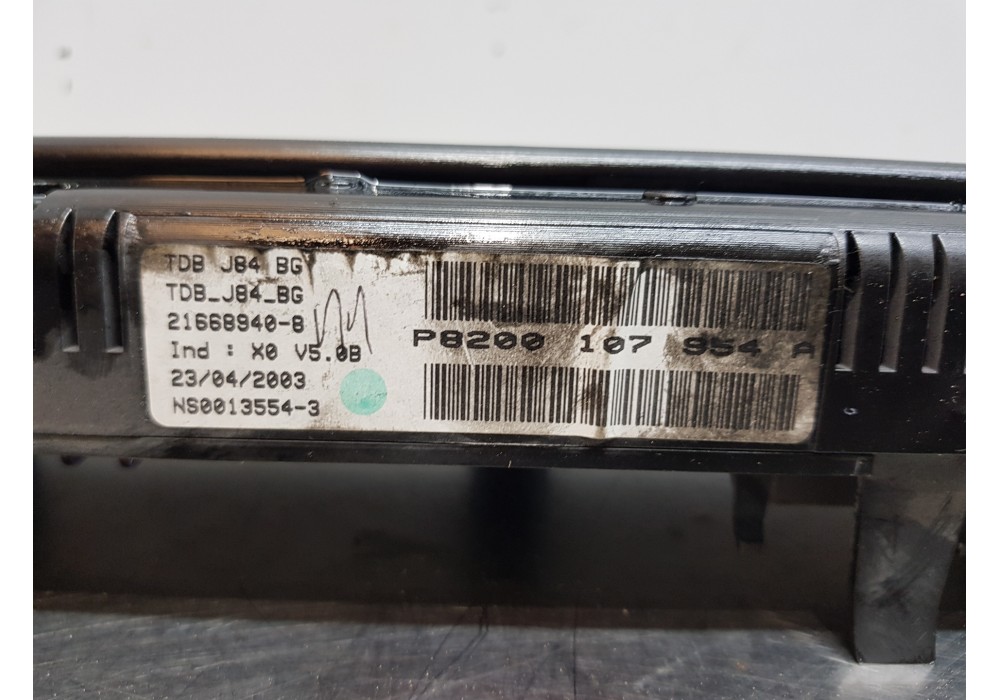 TDB J84 BG
TDB_J84_BG
21668940-8
Ind : X0 V5.0B
23/04/2003
NS0013554-3
P8200 107 954 A